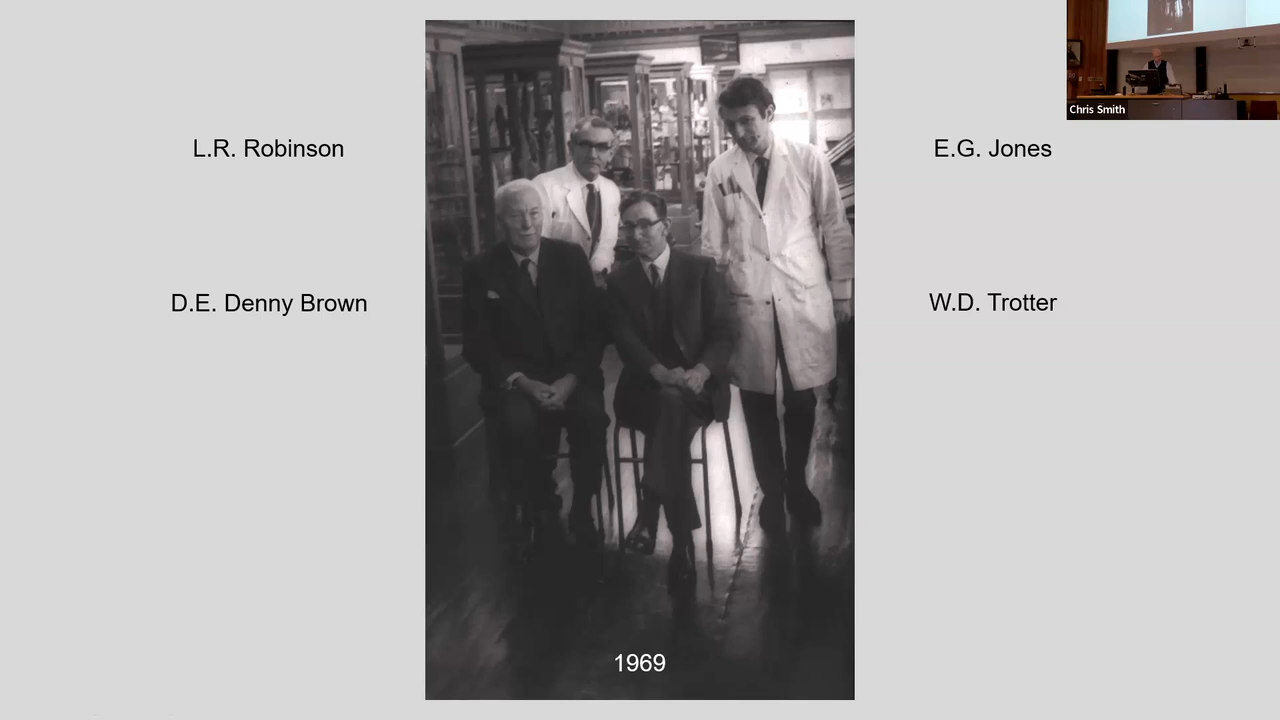 Chris Smith
L.R. Robinson
E.G. Jones
D.E. Denny Brown
W.D. Trotter
1969